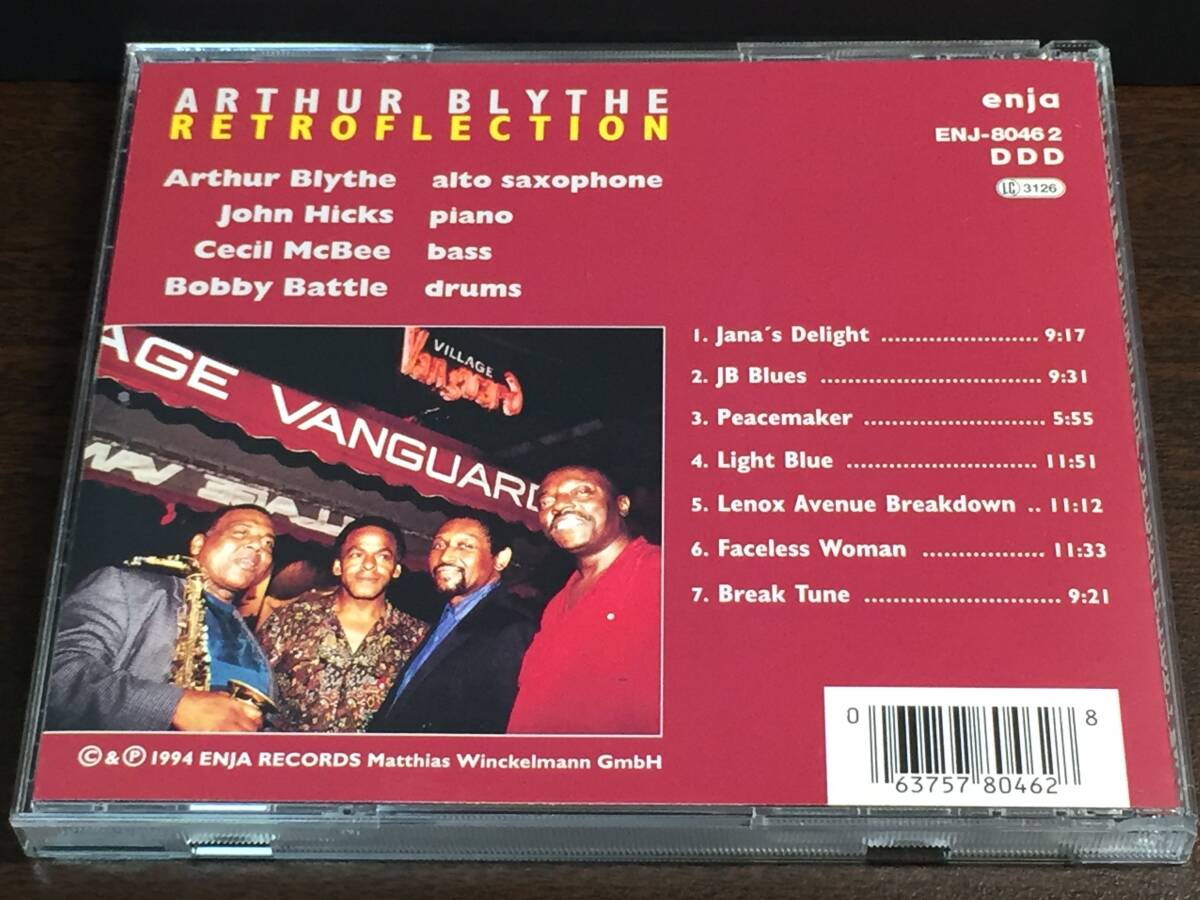 ARTHUR BLYTHE
RETROFLECTION
Arthur Blythe alto saxophone
John Hicks piano
Cecil McBee bass
Bobby Battle drums
enja
ENJ-8046 2
DDD
LC 3126
AGE VANGUARD
VILLAGE
Vanguard
1. Jana´s Delight ....................... 9:17
2. JB Blues ................................. 9:31
3. Peacemaker ........................... 5:55
4. Light Blue ............................ 11:51
5. Lenox Avenue Breakdown .. 11:12
6. Faceless Woman .................. 11:33
7. Break Tune ............................. 9:21
© & ℗ 1994 ENJA RECORDS Matthias Winckelmann GmbH
0 63757 80462 8